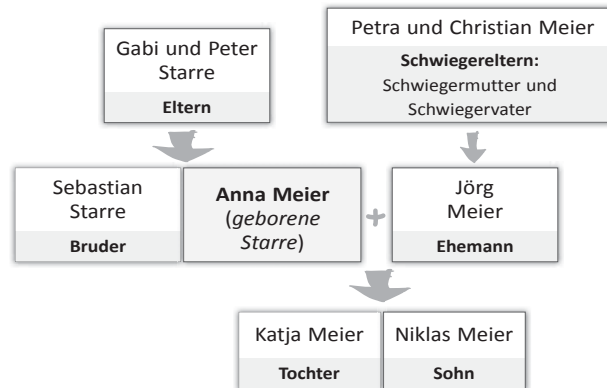 Gabi und Peter
Starre
Eltern
Petra und Christian Meier
Schwiegereltern:
Schwiegermutter und
Schwiegervater
Sebastian
Starre
Bruder
Anna Meier
(geborene
Starre)
+
Jörg
Meier
Ehemann
Katja Meier
Tochter
Niklas Meier
Sohn